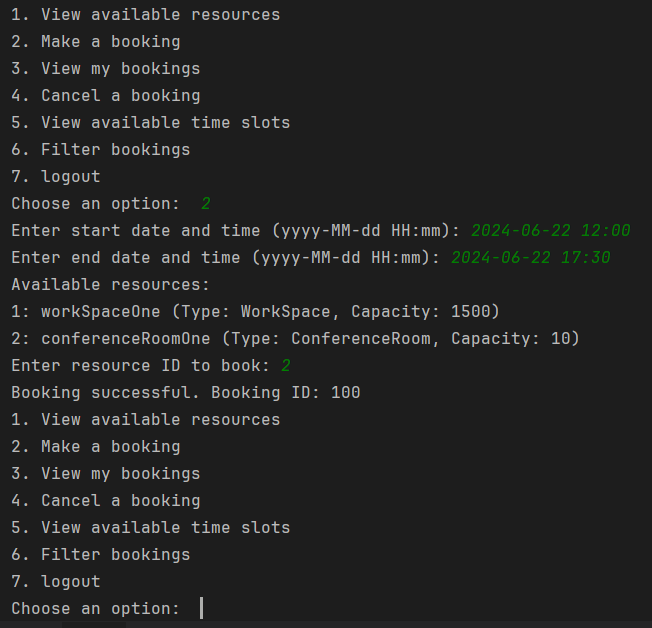 1. View available resources
2. Make a booking
3. View my bookings
4. Cancel a booking
5. View available time slots
6. Filter bookings
7. logout
Choose an option:  2
Enter start date and time (yyyy-MM-dd HH:mm): 2024-06-22 12:00
Enter end date and time (yyyy-MM-dd HH:mm): 2024-06-22 17:30
Available resources:
1: workSpaceOne (Type: WorkSpace, Capacity: 1500)
2: conferenceRoomOne (Type: ConferenceRoom, Capacity: 10)
Enter resource ID to book: 2
Booking successful. Booking ID: 100
1. View available resources
2. Make a booking
3. View my bookings
4. Cancel a booking
5. View available time slots
6. Filter bookings
7. logout
Choose an option: